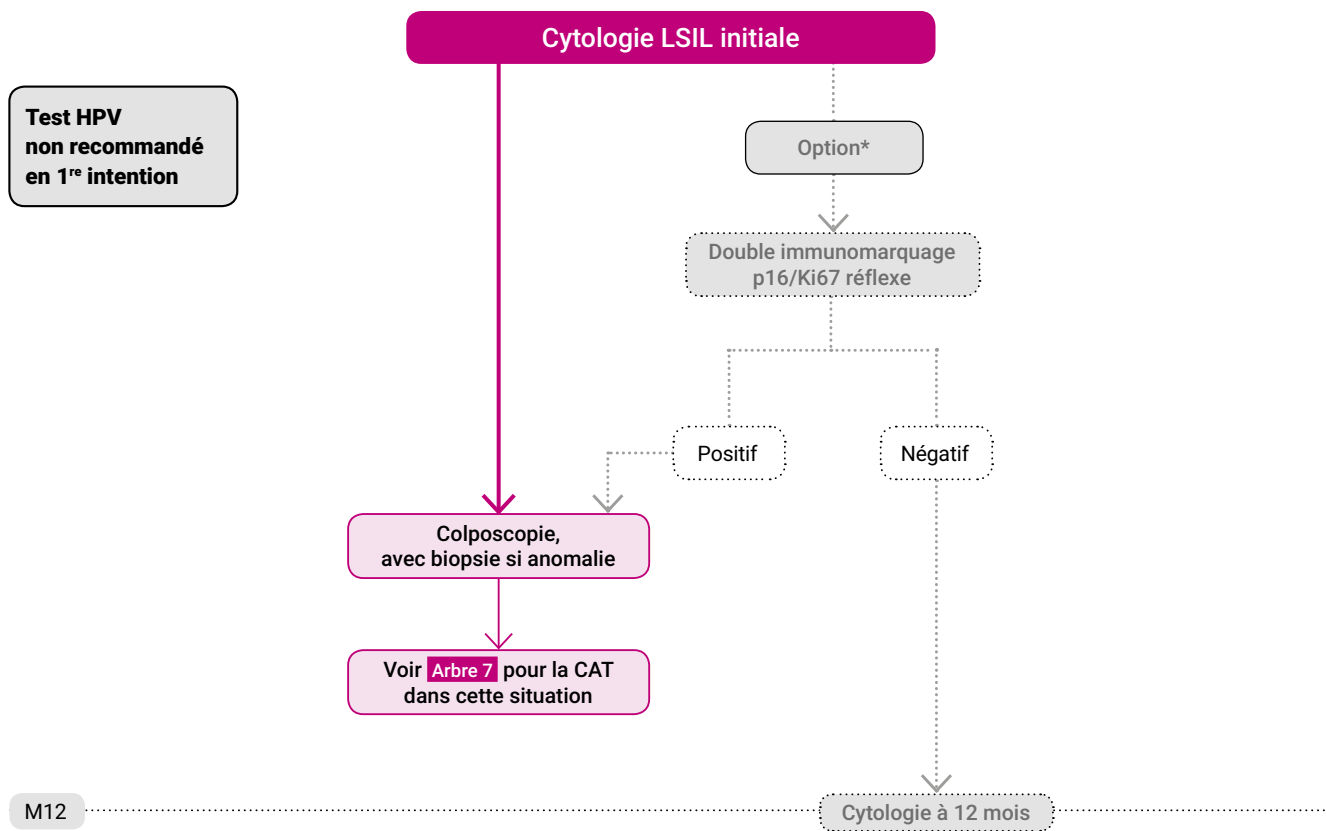 Cytologie LSIL initiale
Test HPV
non recommandé
en 1re intention
Option*
Double immunomarquage
p16/Ki67 réflexe
Positif
Négatif
Colposcopie,
avec biopsie si anomalie
Voir Arbre 7 pour la CAT
dans cette situation
M12
Cytologie à 12 mois